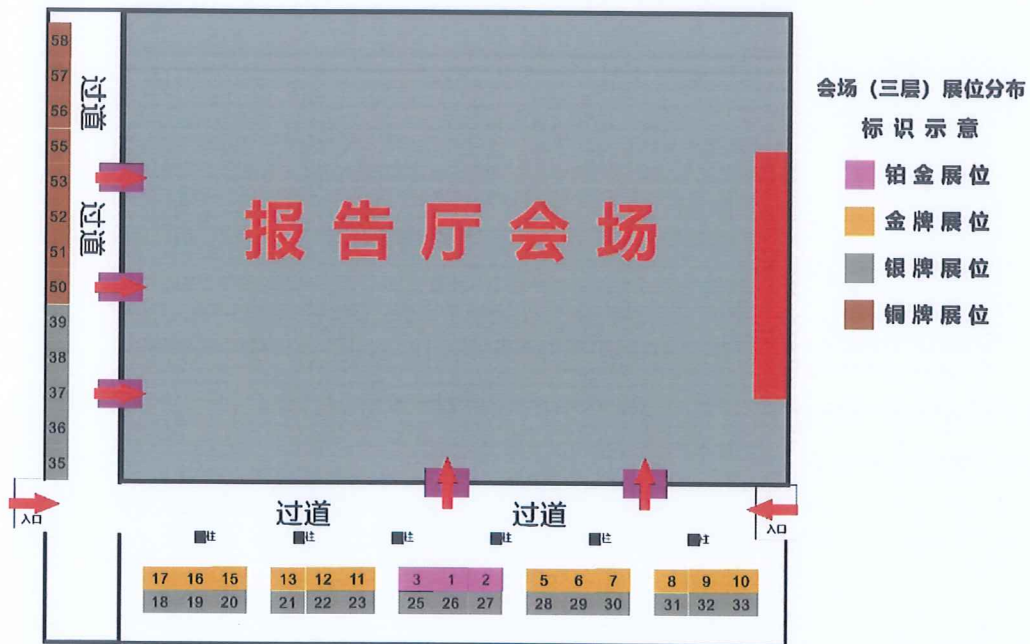 58
57
56
55
53
52
51
50
39
38
37
36
35
过道
过道
报告厅会场
会场（三层）展位分布
标识示意
铂金展位
金牌展位
银牌展位
铜牌展位
入口
过道
过道
入口
柱
柱
柱
柱
柱
柱
17 16 15
18 19 20
13 12 11
21 22 23
3 1 2
25 26 27
5 6 7
28 29 30
8 9 10
31 32 33